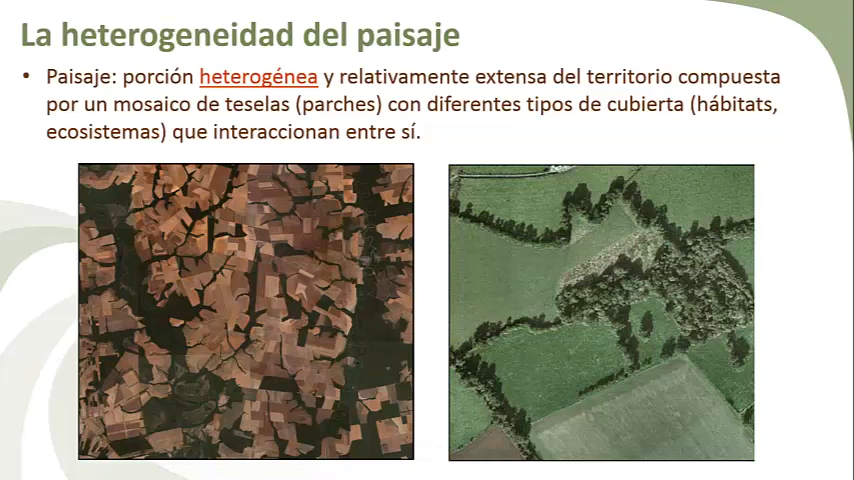 La heterogeneidad del paisaje
• Paisaje: porción heterogénea y relativamente extensa del territorio compuesta
por un mosaico de teselas (parches) con diferentes tipos de cubierta (hábitats,
ecosistemas) que interaccionan entre sí.